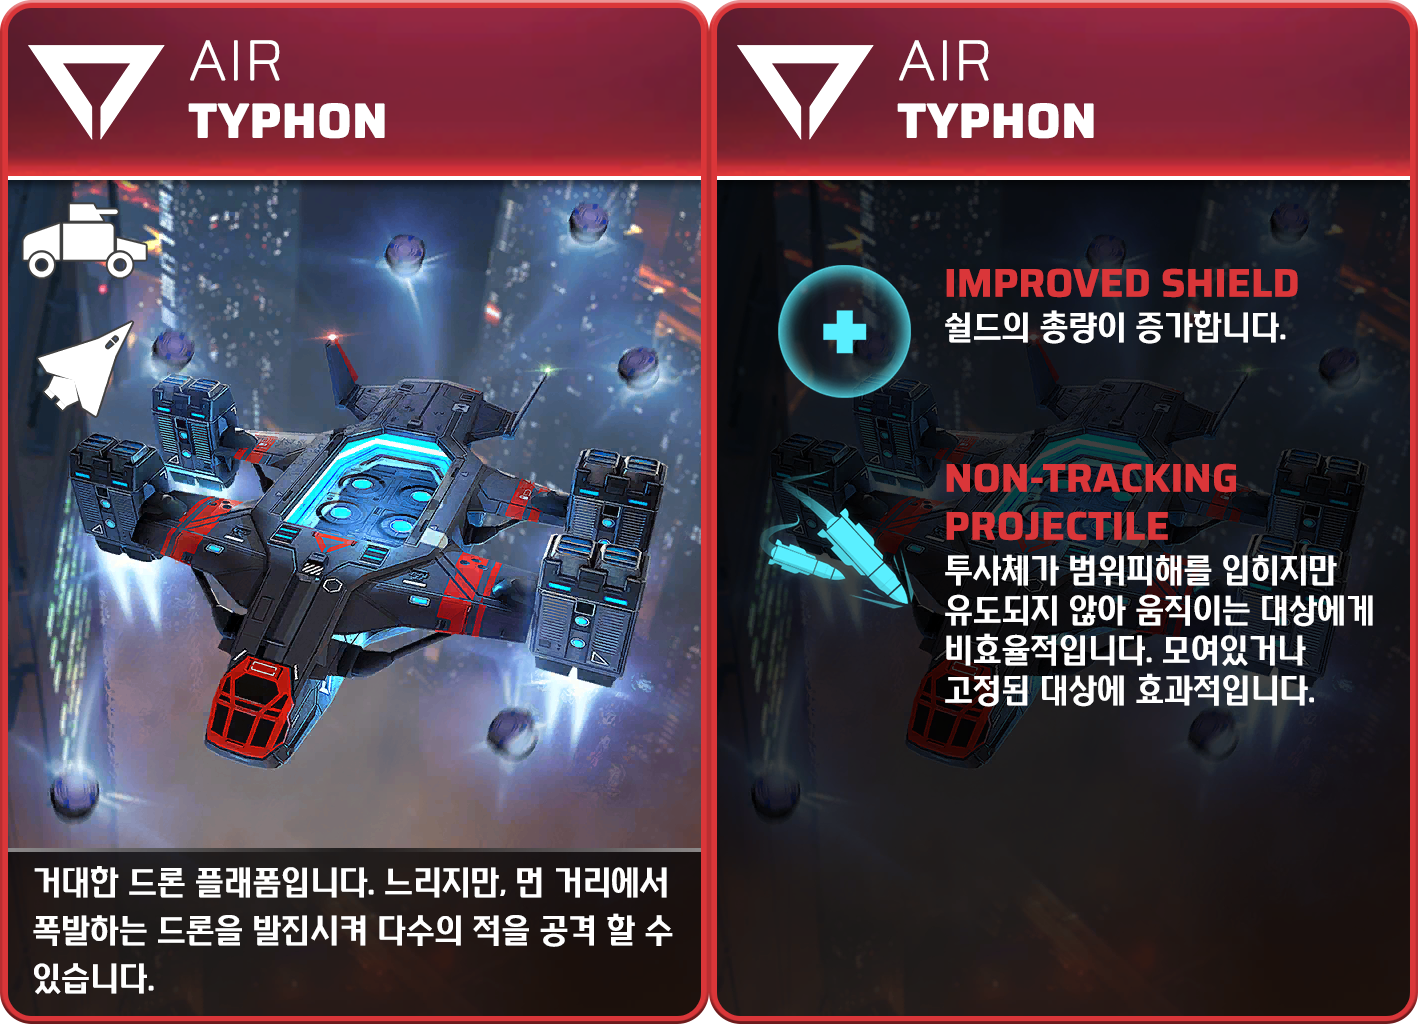 AIR
TYPHON
거대한 드론 플래폼입니다. 느리지만, 먼 거리에서
폭발하는 드론을 발진시켜 다수의 적을 공격 할 수
있습니다.
AIR
TYPHON
IMPROVED SHIELD
쉴드의 총량이 증가합니다.
NON-TRACKING
PROJECTILE
투사체가 범위피해를 입히지만
유도되지 않아 움직이는 대상에게
비효율적입니다. 모여있거나
고정된 대상에 효과적입니다.